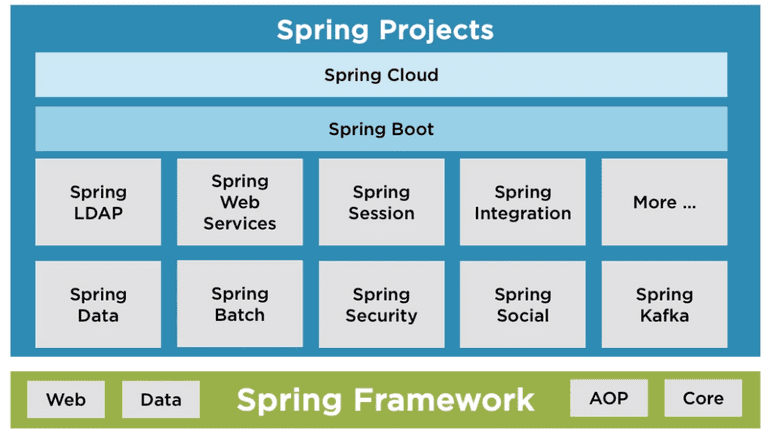 Spring Projects
Spring Cloud
Spring Boot
Spring
LDAP
Spring
Web
Services
Spring
Session
Spring
Integration
More ...
Spring
Data
Spring
Batch
Spring
Security
Spring
Social
Spring
Kafka
Web
Data
Spring Framework
AOP
Core